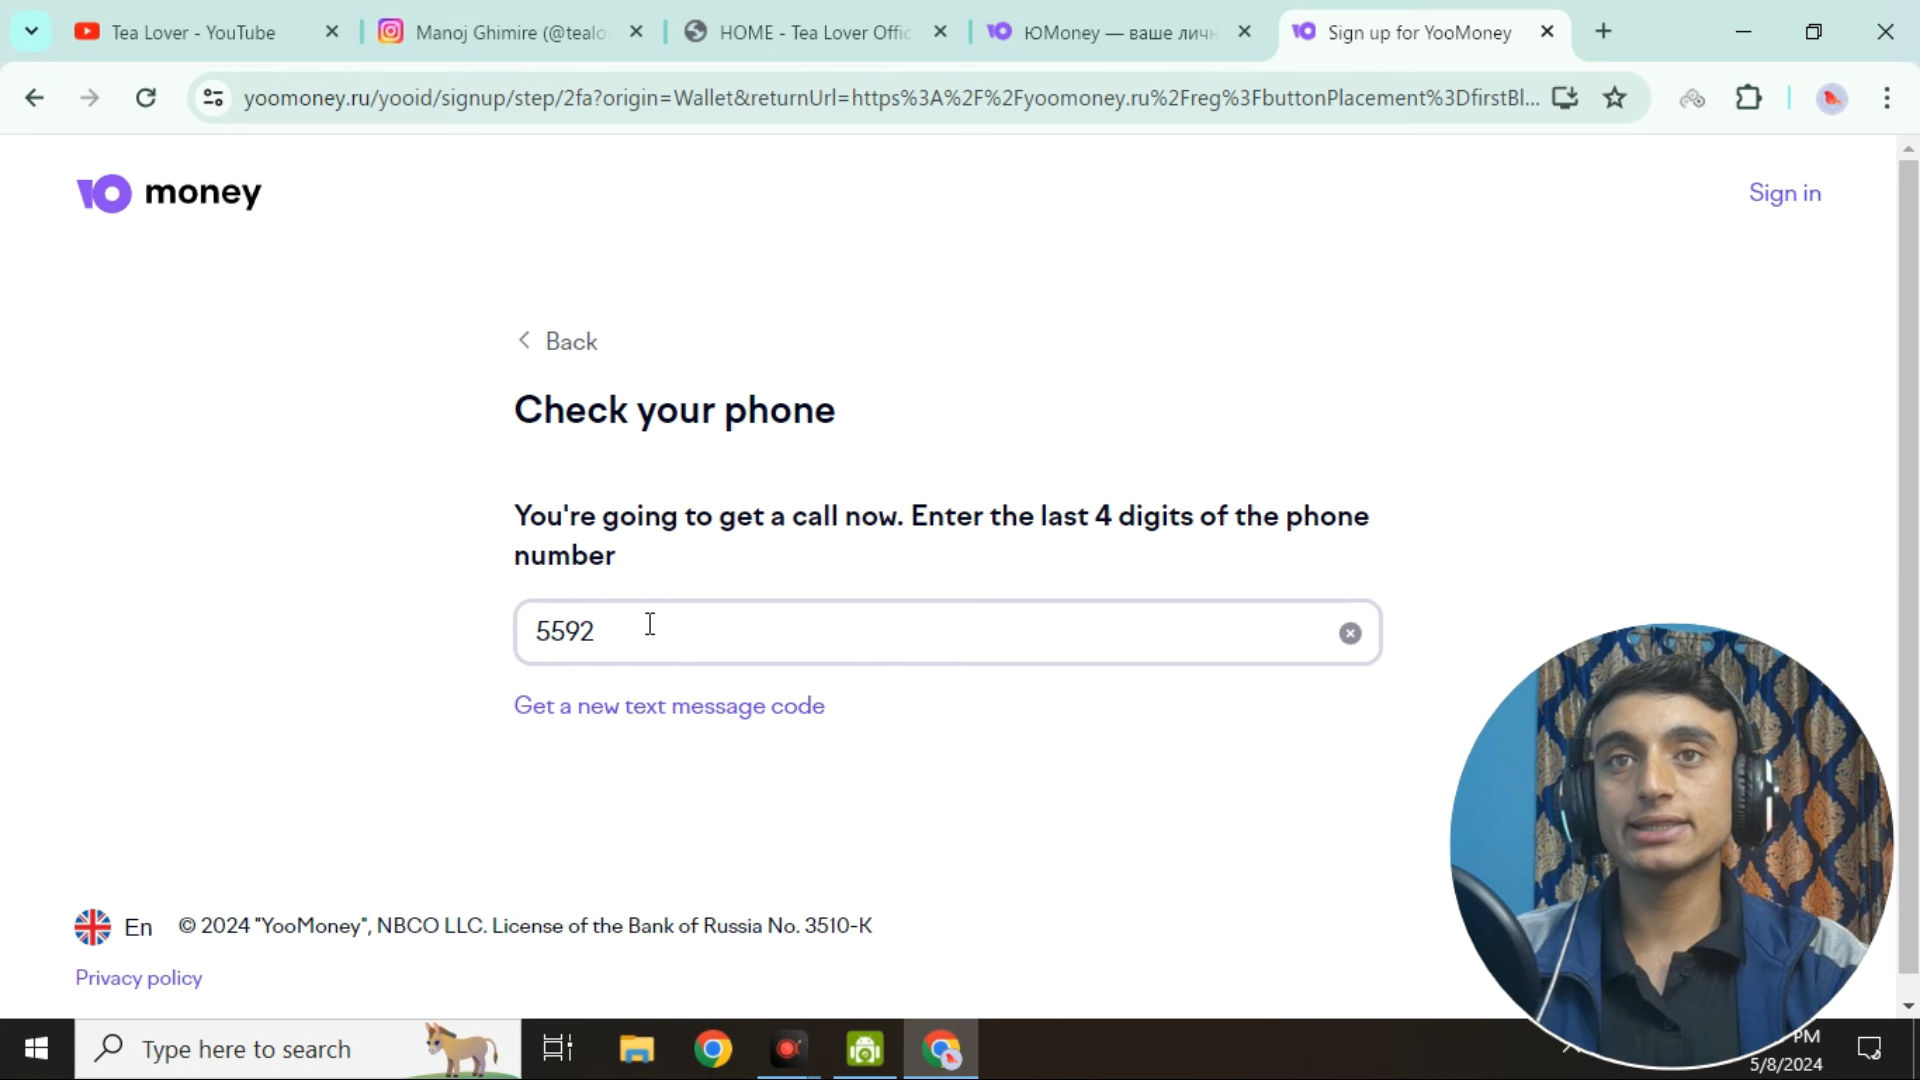 Tea Lover - YouTube
Manoj Ghimire (@tealo
HOME - Tea Lover Offic
ЮMoney — ваше личн
Sign up for YooMoney
yoomoney.ru/yooid/signup/step/2fa?origin=Wallet&returnUrl=https%3A%2F%2Fyoomoney.ru%2Freg%3FbuttonPlacement%3DfirstBl...
Ю money
Sign in
Back
Check your phone
You're going to get a call now. Enter the last 4 digits of the phone
number
5592
Get a new text message code
En © 2024 "YooMoney", NBCO LLC. License of the Bank of Russia No. 3510-K
Privacy policy
Type here to search
PM
5/8/2024